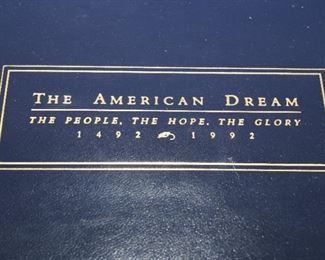 THE AMERICAN DREAM
THE PEOPLE, THE HOPE, THE GLORY
1492 1992